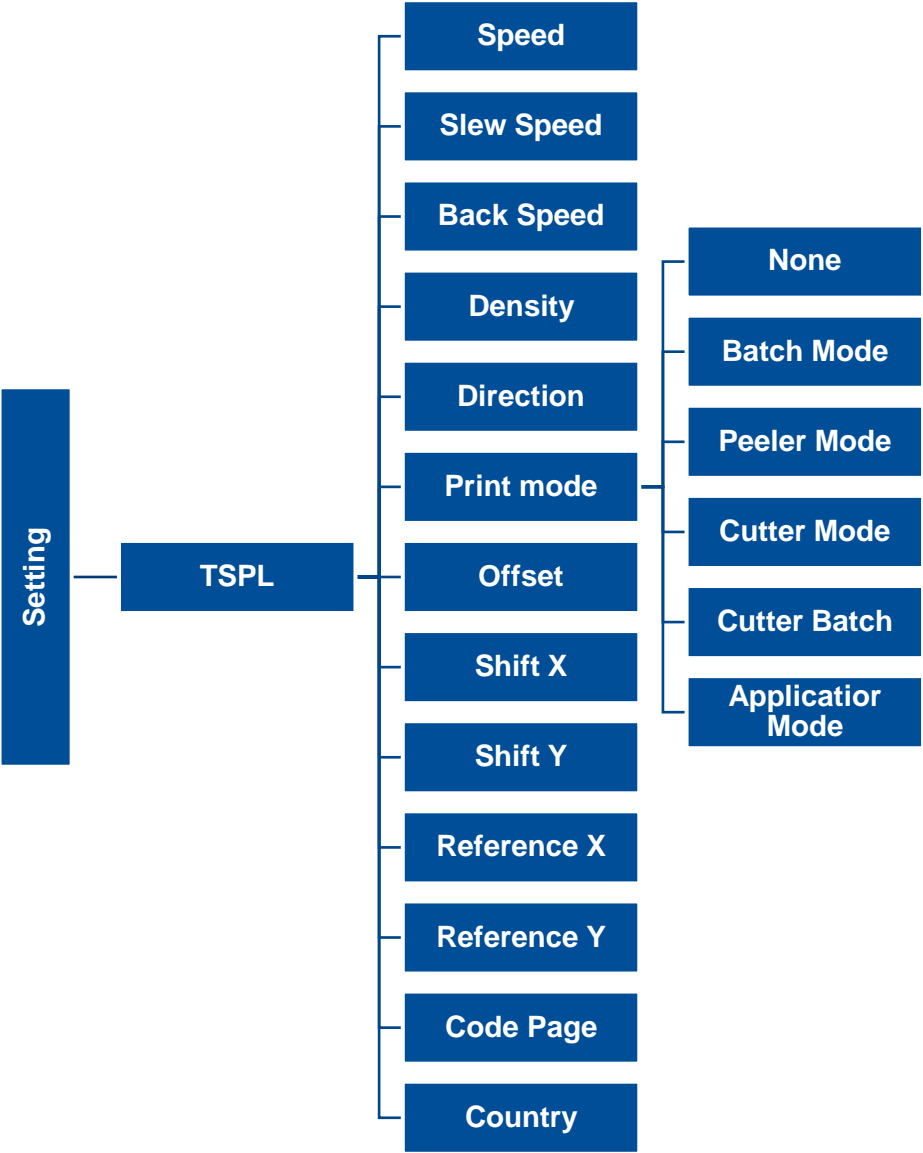 Setting
TSPL
Speed
Slew Speed
Back Speed
Density
Direction
Print mode
Offset
Shift X
Shift Y
Reference X
Reference Y
Code Page
Country
None
Batch Mode
Peeler Mode
Cutter Mode
Cutter Batch
Applicatior
Mode